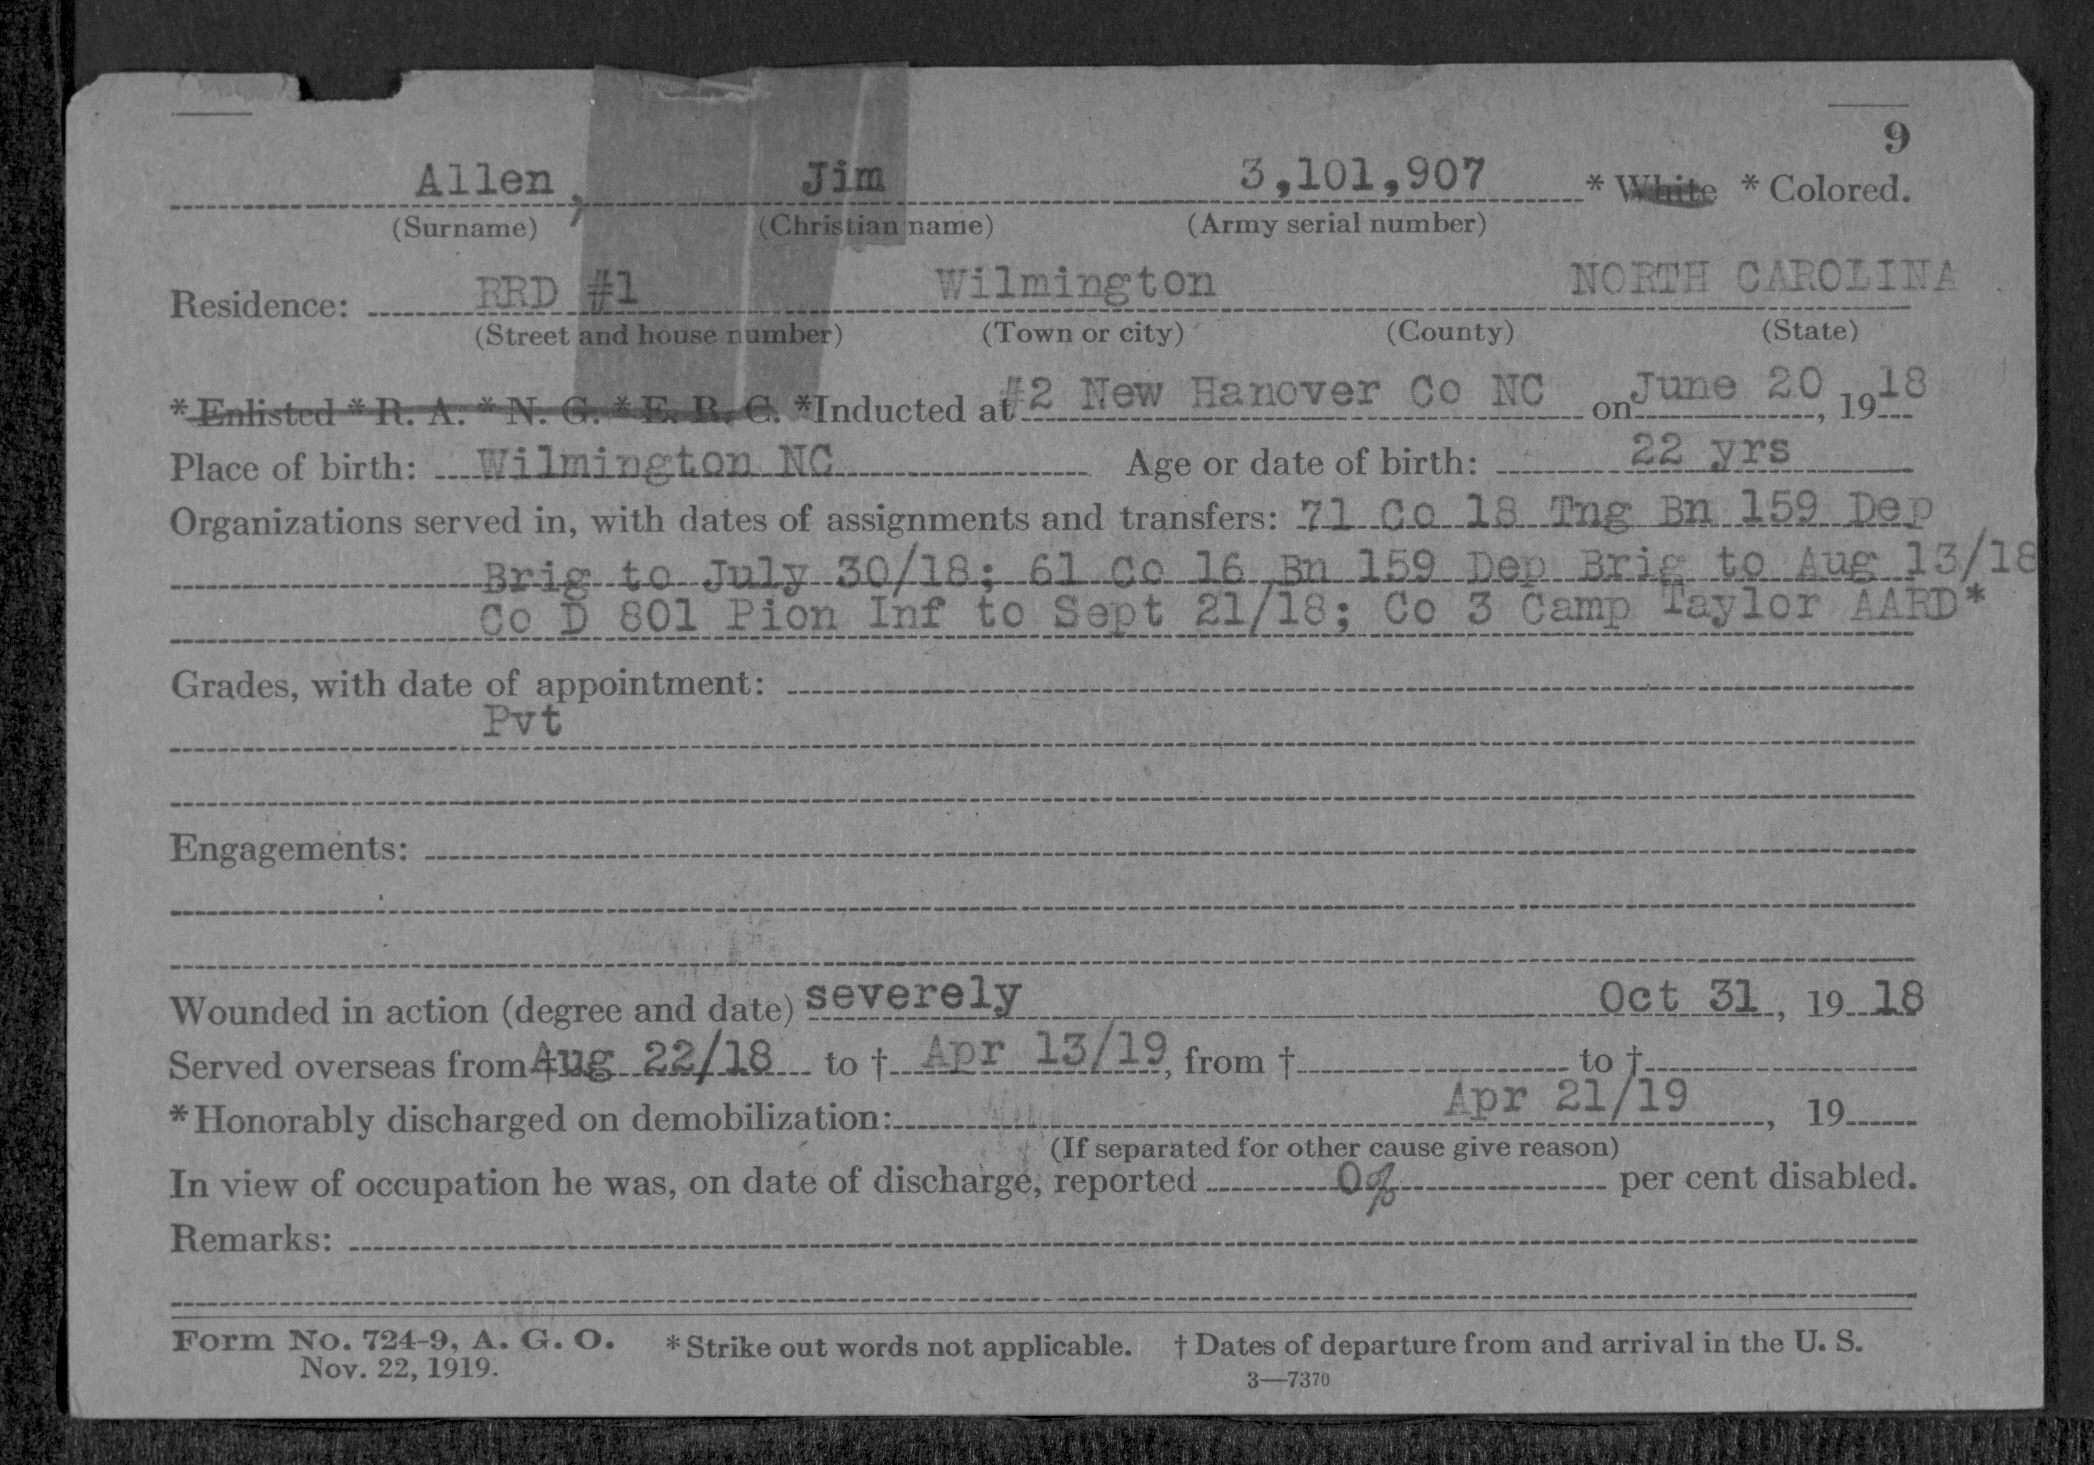 9
Allen, Jim 3,101,907 * White * Colored.
(Surname) (Christian name) (Army serial number)
Residence: RRD #1 Wilmington NORTH CAROLINA
(Street and house number) (Town or city) (County) (State)
* Enlisted * R. A. * N. G. * E. R. C. *Inducted at #2 New Hanover Co NC on June 20, 1918
Place of birth: Wilmington NC Age or date of birth: 22 yrs
Organizations served in, with dates of assignments and transfers: 71 Co 18 Tng Bn 159 Dep
Brig to July 30/18; 61 Co 16 Bn 159 Dep Brig to Aug 13/18
Co D 801 Pion Inf to Sept 21/18; Co 3 Camp Taylor AARD*
Grades, with date of appointment:
Pvt
Engagements:
Wounded in action (degree and date) severely Oct 31, 1918
Served overseas from † Aug 22/18 to † Apr 13/19, from † to †
* Honorably discharged on demobilization: Apr 21/19, 19
(If separated for other cause give reason)
In view of occupation he was, on date of discharge, reported 0% per cent disabled.
Remarks:
Form No. 724-9, A. G. O. * Strike out words not applicable. † Dates of departure from and arrival in the U. S.
Nov. 22, 1919. 3—7370